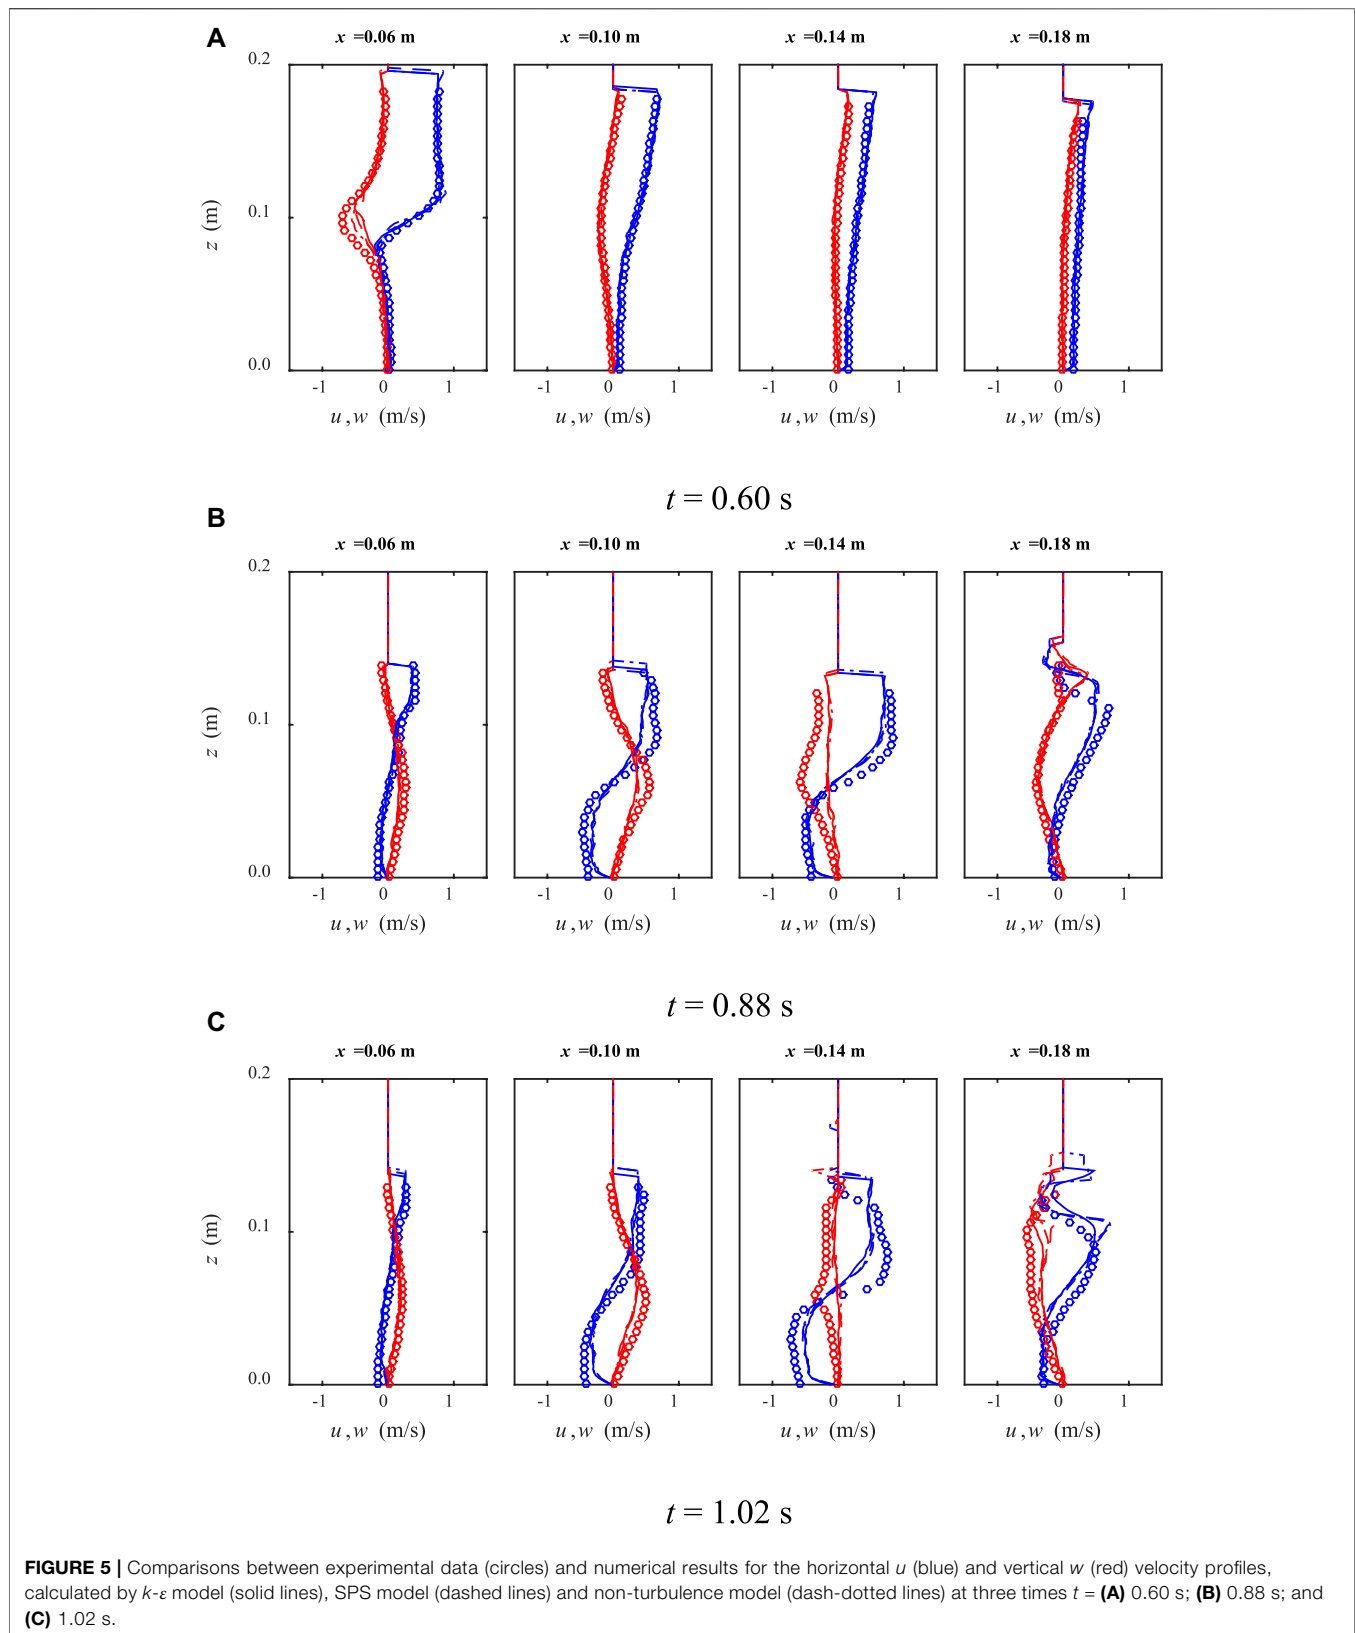 A
x =0.06 m x =0.10 m x =0.14 m x =0.18 m
0.2
0.1
0.0
z (m)
-1 0 1 -1 0 1 -1 0 1 -1 0 1
u ,w (m/s) u ,w (m/s) u ,w (m/s) u ,w (m/s)
t = 0.60 s
B
x =0.06 m x =0.10 m x =0.14 m x =0.18 m
0.2
0.1
0.0
z (m)
-1 0 1 -1 0 1 -1 0 1 -1 0 1
u ,w (m/s) u ,w (m/s) u ,w (m/s) u ,w (m/s)
t = 0.88 s
C
x =0.06 m x =0.10 m x =0.14 m x =0.18 m
0.2
0.1
0.0
z (m)
-1 0 1 -1 0 1 -1 0 1 -1 0 1
u ,w (m/s) u ,w (m/s) u ,w (m/s) u ,w (m/s)
t = 1.02 s
FIGURE 5 | Comparisons between experimental data (circles) and numerical results for the horizontal u (blue) and vertical w (red) velocity profiles,
calculated by k-ε model (solid lines), SPS model (dashed lines) and non-turbulence model (dash-dotted lines) at three times t = (A) 0.60 s; (B) 0.88 s; and
(C) 1.02 s.